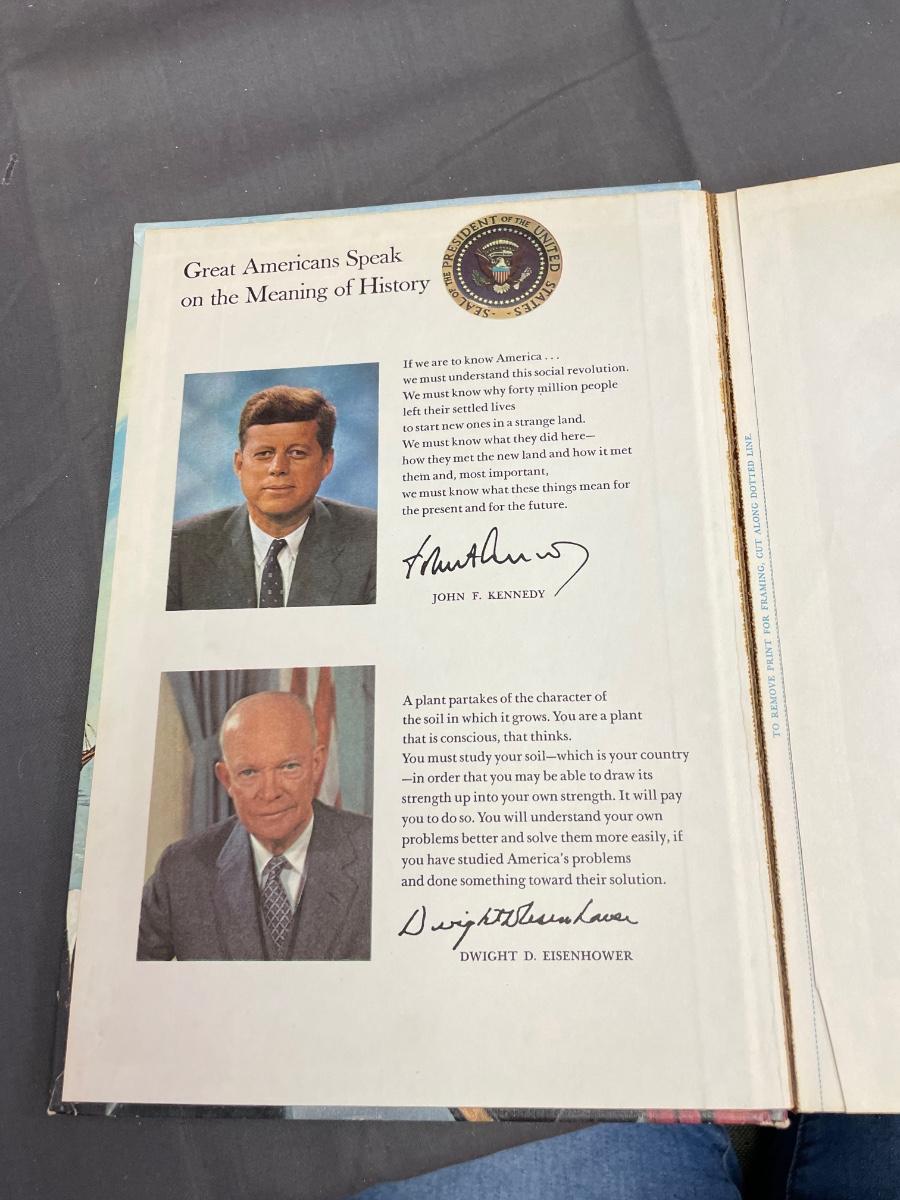 Great Americans Speak
on the Meaning of History
SEAL OF THE PRESIDENT OF THE UNITED STATES
If we are to know America . . .
we must understand this social revolution.
We must know why forty million people
left their settled lives
to start new ones in a strange land.
We must know what they did here—
how they met the new land and how it met
them and, most important,
we must know what these things mean for
the present and for the future.
JOHN F. KENNEDY
A plant partakes of the character of
the soil in which it grows. You are a plant
that is conscious, that thinks.
You must study your soil—which is your country
—in order that you may be able to draw its
strength up into your own strength. It will pay
you to do so. You will understand your own
problems better and solve them more easily, if
you have studied America's problems
and done something toward their solution.
Dwight D Eisenhower
DWIGHT D. EISENHOWER
TO REMOVE PRINT FOR FRAMING, CUT ALONG DOTTED LINE